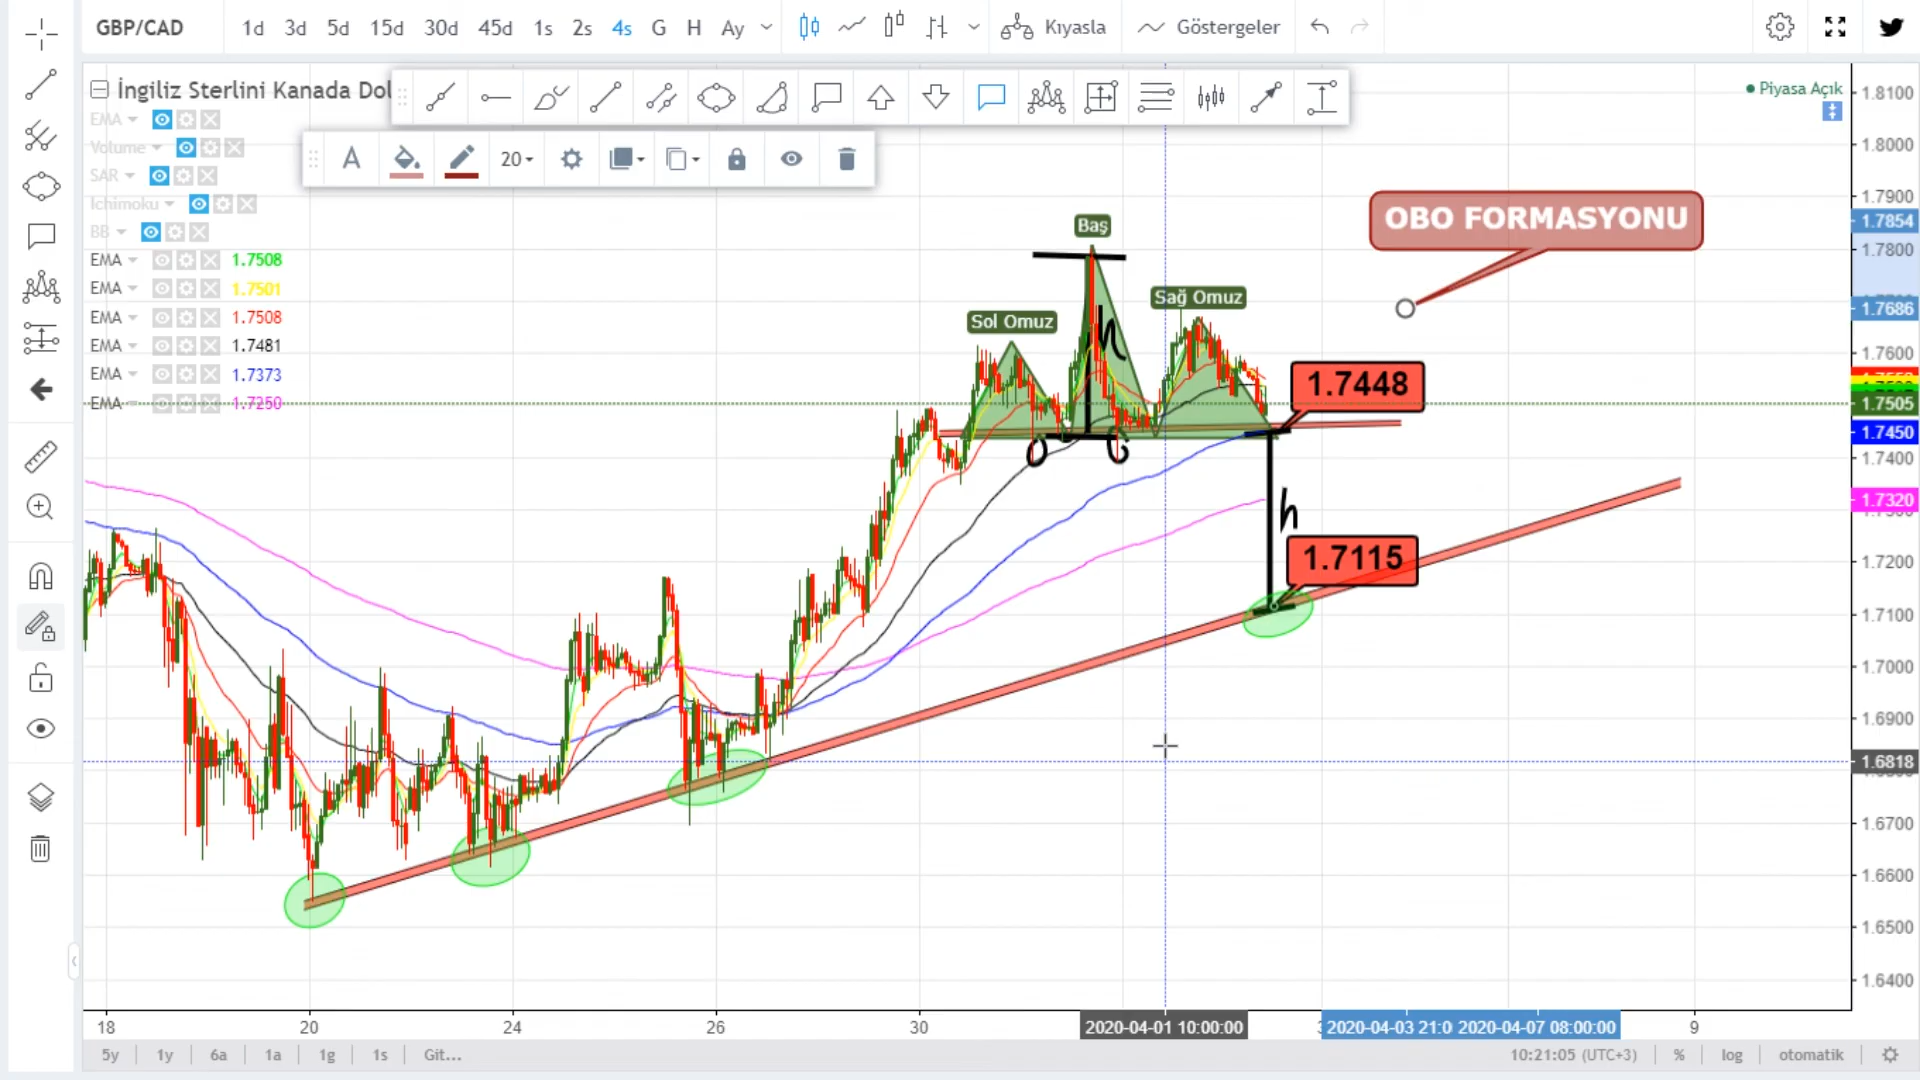 GBP/CAD 1d 3d 5d 15d 30d 45d 1s 2s 4s G H Ay Kıyasla Göstergeler
İngiliz Sterlini Kanada Dol
Piyasa Açık
EMA
Volume
SAR
Ichimoku
BB
EMA 1.7508
EMA 1.7501
EMA 1.7508
EMA 1.7481
EMA 1.7373
EMA 1.7250
A 20
OBO FORMASYONU
Baş
Sol Omuz
Sağ Omuz
h
1.7448
h
1.7115
1.8100
1.8000
1.7900
1.7854
1.7800
1.7686
1.7600
1.7505
1.7450
1.7400
1.7320
1.7200
1.7100
1.7000
1.6900
1.6818
1.6700
1.6600
1.6500
1.6400
18 20 24 26 30 2020-04-01 10:00:00 2020-04-03 21:0 2020-04-07 08:00:00 9
5y 1y 6a 1a 1g 1s Git... 10:21:05 (UTC+3) % log otomatik